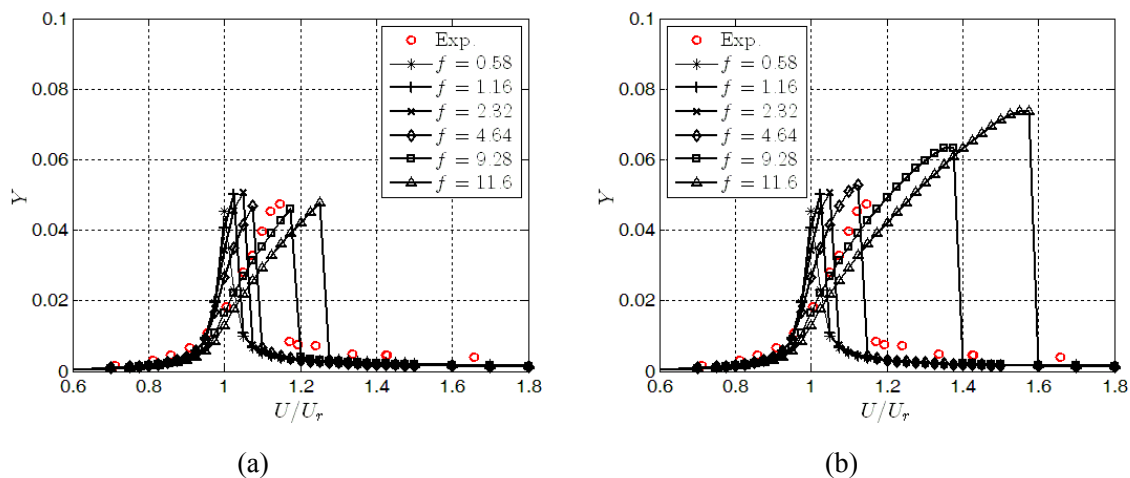 0.1
0.08
0.06
0.04
0.02
0
Y
0.6
0.8
1
1.2
1.4
1.6
1.8
U/U_r
Exp.
f = 0.58
f = 1.16
f = 2.32
f = 4.64
f = 9.28
f = 11.6
(a)
0.1
0.08
0.06
0.04
0.02
0
Y
0.6
0.8
1
1.2
1.4
1.6
1.8
U/U_r
Exp.
f = 0.58
f = 1.16
f = 2.32
f = 4.64
f = 9.28
f = 11.6
(b)